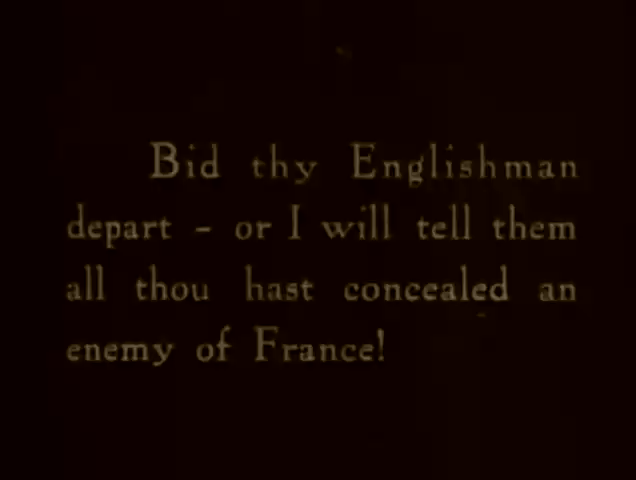 Bid thy Englishman
depart - or I will tell them
all thou hast concealed an
enemy of France!